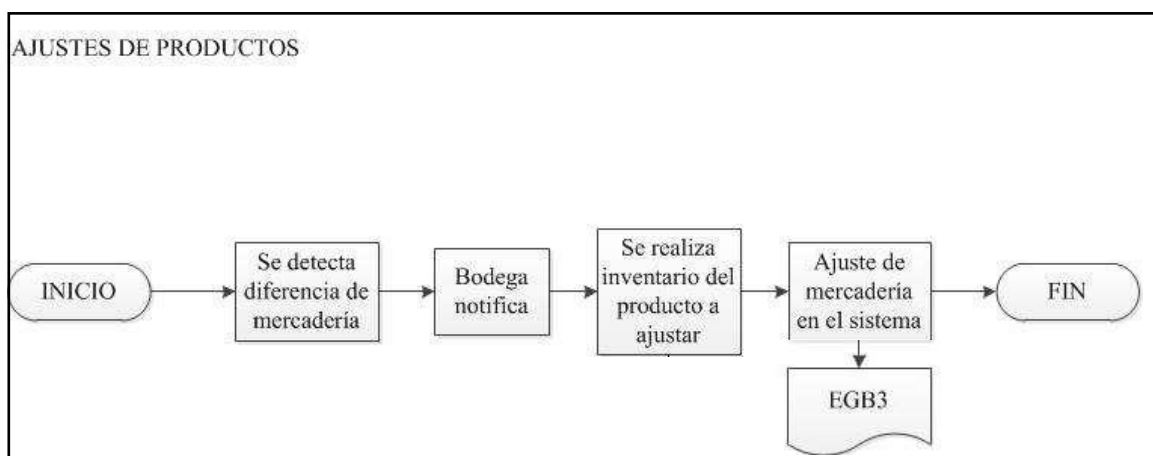 AJUSTES DE PRODUCTOS
INICIO
Se detecta
diferencia de
mercadería
Bodega
notifica
Se realiza
inventario del
producto a
ajustar
Ajuste de
mercadería
en el sistema
FIN
EGB3